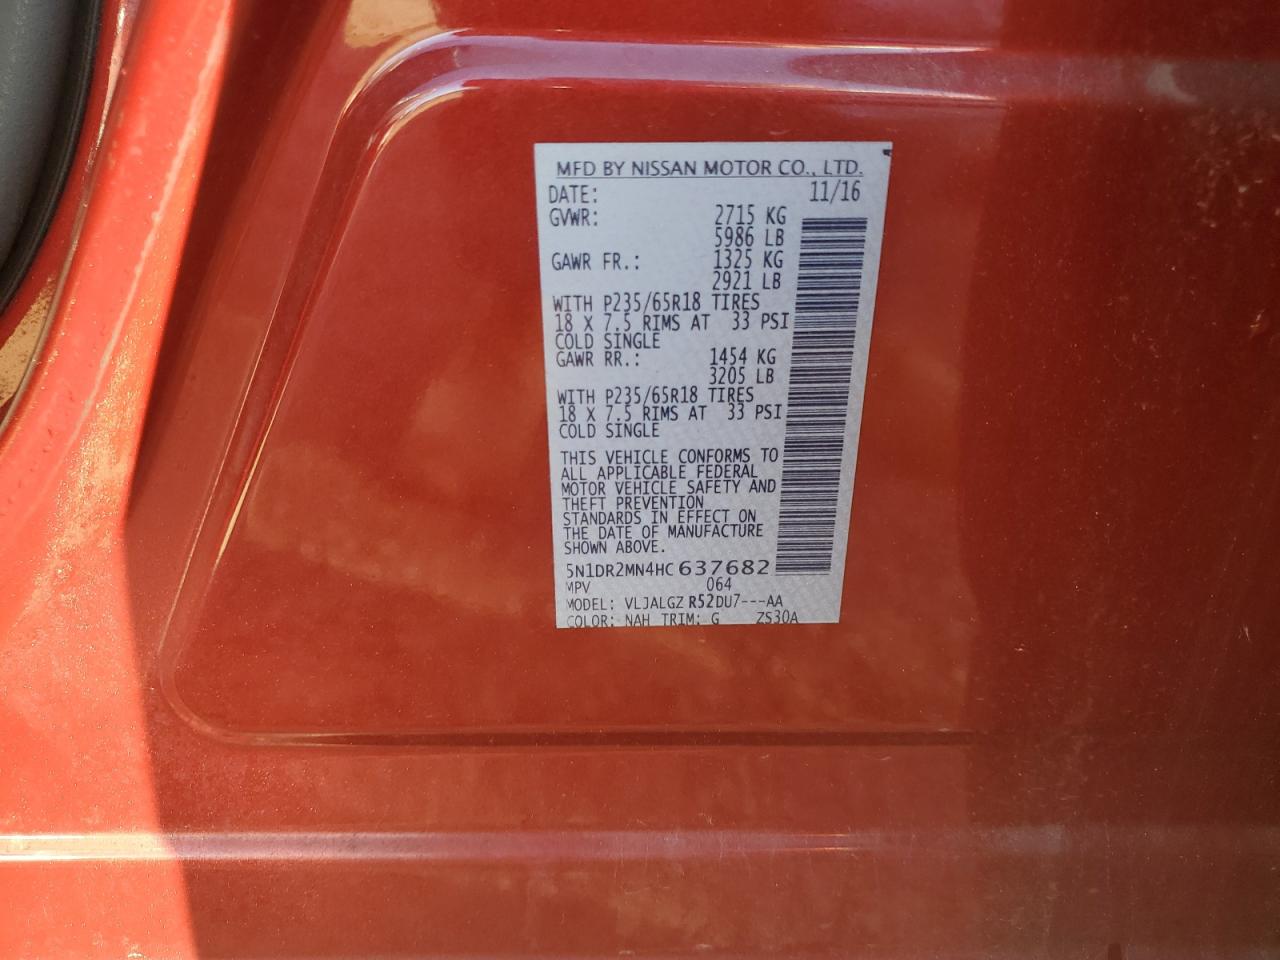 MFD BY NISSAN MOTOR CO., LTD.
DATE: 11/16
GVWR: 2715 KG
5986 LB
GAWR FR.: 1325 KG
2921 LB
WITH P235/65R18 TIRES
18 X 7.5 RIMS AT 33 PSI
COLD SINGLE
GAWR RR.: 1454 KG
3205 LB
WITH P235/65R18 TIRES
18 X 7.5 RIMS AT 33 PSI
COLD SINGLE
THIS VEHICLE CONFORMS TO
ALL APPLICABLE FEDERAL
MOTOR VEHICLE SAFETY AND
THEFT PREVENTION
STANDARDS IN EFFECT ON
THE DATE OF MANUFACTURE
SHOWN ABOVE.
5N1DR2MN4HC637682
MPV 064
MODEL: VLJALGZ R52DU7---AA
COLOR: NAH TRIM: G ZS30A